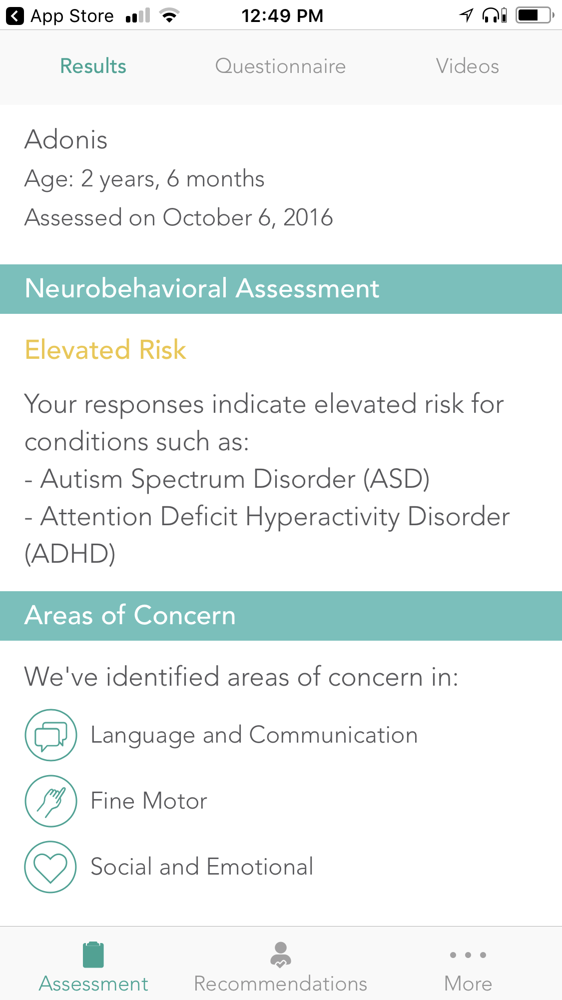 App Store 12:49 PM
Results Questionnaire Videos
Adonis
Age: 2 years, 6 months
Assessed on October 6, 2016
Neurobehavioral Assessment
Elevated Risk
Your responses indicate elevated risk for
conditions such as:
- Autism Spectrum Disorder (ASD)
- Attention Deficit Hyperactivity Disorder
(ADHD)
Areas of Concern
We've identified areas of concern in:
Language and Communication
Fine Motor
Social and Emotional
Assessment Recommendations More